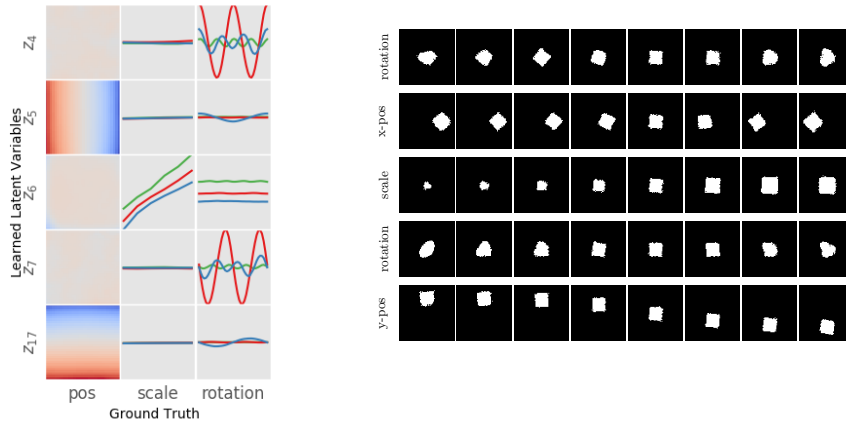 Learned Latent Variables
Z4
Z5
Z6
Z7
Z17
pos scale rotation
Ground Truth
rotation
x-pos
scale
rotation
y-pos